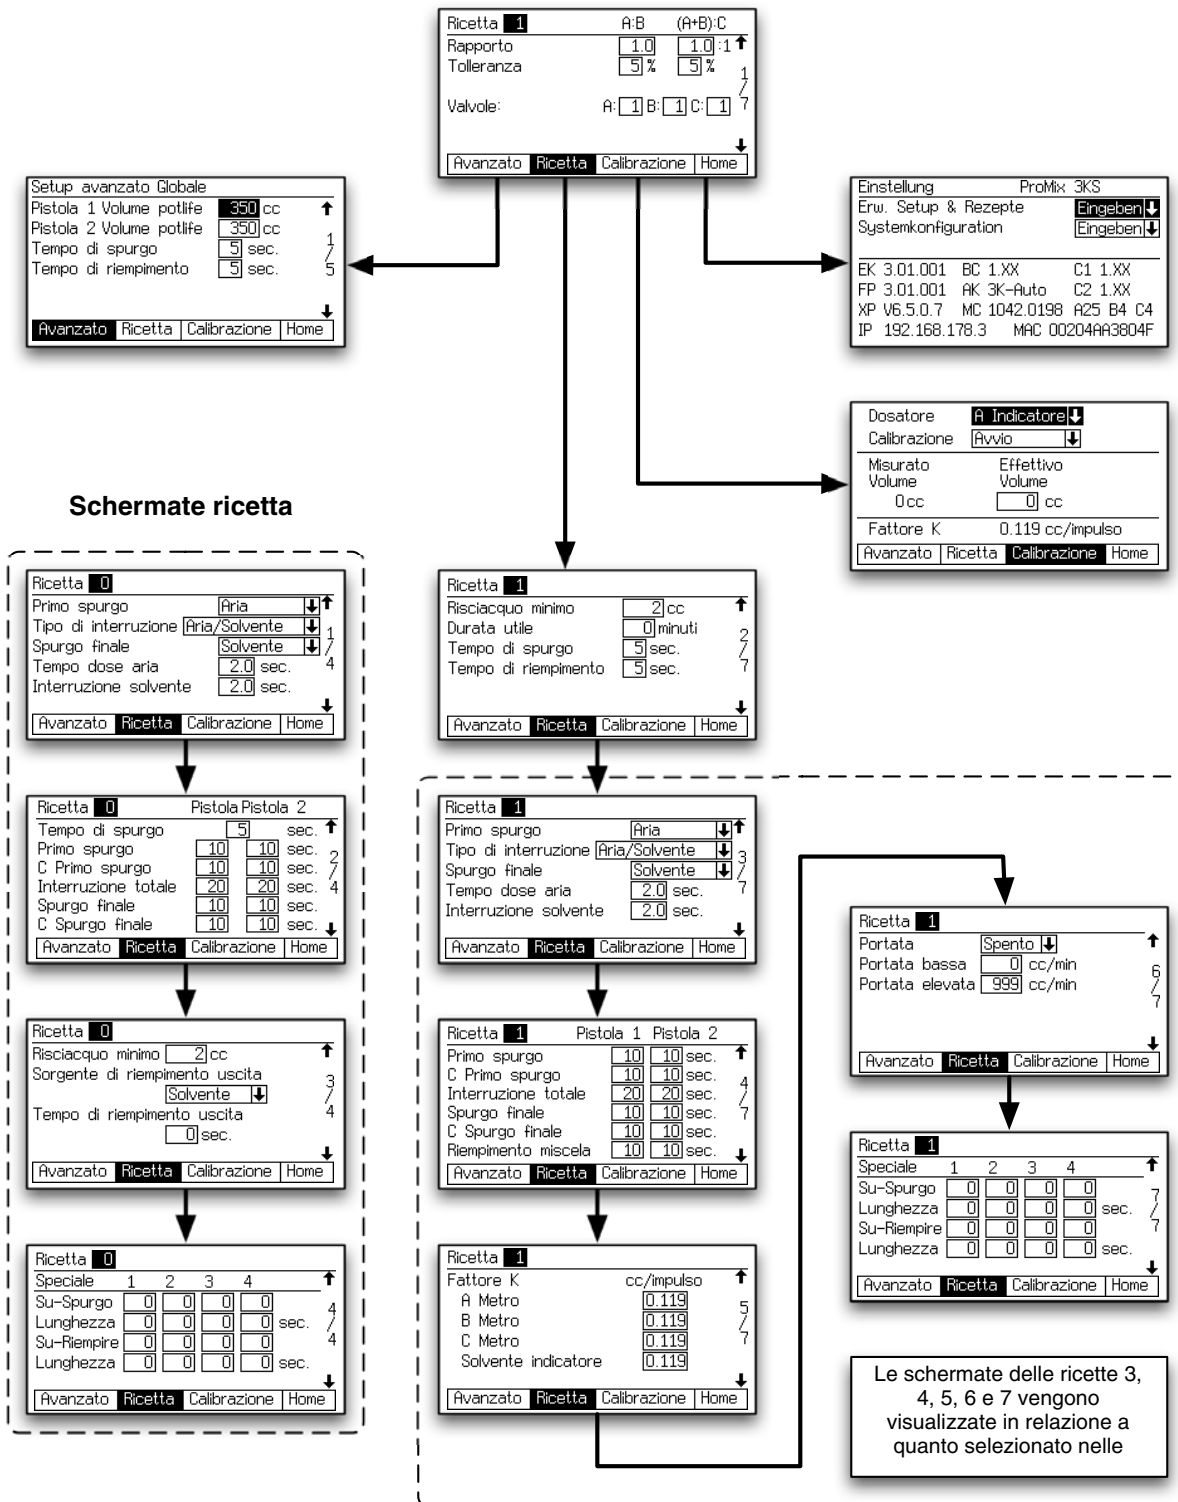 Ricetta 1 A:B (A+B):C
Rapporto 1.0 1.0 :1
Tolleranza 5 % 5 %
1
/
7
Valvole: A: 1 B: 1 C: 1
Avanzato Ricetta Calibrazione Home
Setup avanzato Globale
Pistola 1 Volume potlife 350 cc
Pistola 2 Volume potlife 350 cc
Tempo di spurgo 5 sec.
Tempo di riempimento 5 sec.
1
/
5
Avanzato Ricetta Calibrazione Home
Einstellung ProMix 3KS
Erw. Setup & Rezepte Eingeben
Systemkonfiguration Eingeben
EK 3.01.001 BC 1.XX C1 1.XX
FP 3.01.001 AK 3K-Auto C2 1.XX
XP V6.5.0.7 MC 1042.0198 A25 B4 C4
IP 192.168.178.3 MAC 00204AA3804F
Dosatore A Indicatore
Calibrazione Avvio
Misurato Effettivo
Volume Volume
0cc 0 cc
Fattore K 0.119 cc/impulso
Avanzato Ricetta Calibrazione Home
Schermate ricetta
Ricetta 0
Primo spurgo Aria
Tipo di interruzione Aria/Solvente
Spurgo finale Solvente
Tempo dose aria 2.0 sec.
Interruzione solvente 2.0 sec.
1
/
4
Avanzato Ricetta Calibrazione Home
Ricetta 0 Pistola Pistola 2
Tempo di spurgo 5 sec.
Primo spurgo 10 10 sec.
C Primo spurgo 10 10 sec.
Interruzione totale 20 20 sec.
Spurgo finale 10 10 sec.
C Spurgo finale 10 10 sec.
2
/
4
Avanzato Ricetta Calibrazione Home
Ricetta 0
Risciacquo minimo 2 cc
Sorgente di riempimento uscita
Solvente
Tempo di riempimento uscita
0 sec.
3
/
4
Avanzato Ricetta Calibrazione Home
Ricetta 0
Speciale 1 2 3 4
Su-Spurgo 0 0 0 0
Lunghezza 0 0 0 0 sec.
Su-Riempire 0 0 0 0
Lunghezza 0 0 0 0 sec.
4
/
4
Avanzato Ricetta Calibrazione Home
Ricetta 1
Risciacquo minimo 2 cc
Durata utile 0 minuti
Tempo di spurgo 5 sec.
Tempo di riempimento 5 sec.
2
/
7
Avanzato Ricetta Calibrazione Home
Ricetta 1
Primo spurgo Aria
Tipo di interruzione Aria/Solvente
Spurgo finale Solvente
Tempo dose aria 2.0 sec.
Interruzione solvente 2.0 sec.
3
/
7
Avanzato Ricetta Calibrazione Home
Ricetta 1 Pistola 1 Pistola 2
Primo spurgo 10 10 sec.
C Primo spurgo 10 10 sec.
Interruzione totale 20 20 sec.
Spurgo finale 10 10 sec.
C Spurgo finale 10 10 sec.
Riempimento miscela 10 10 sec.
4
/
7
Avanzato Ricetta Calibrazione Home
Ricetta 1
Fattore K cc/impulso
A Metro 0.119
B Metro 0.119
C Metro 0.119
Solvente indicatore 0.119
5
/
7
Avanzato Ricetta Calibrazione Home
Ricetta 1
Portata Spento
Portata bassa 0 cc/min
Portata elevata 999 cc/min
6
/
7
Avanzato Ricetta Calibrazione Home
Ricetta 1
Speciale 1 2 3 4
Su-Spurgo 0 0 0 0
Lunghezza 0 0 0 0 sec.
Su-Riempire 0 0 0 0
Lunghezza 0 0 0 0 sec.
7
/
7
Avanzato Ricetta Calibrazione Home
Le schermate delle ricette 3,
4, 5, 6 e 7 vengono
visualizzate in relazione a
quanto selezionato nelle